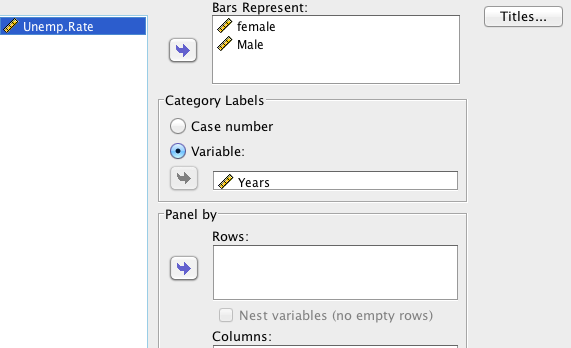 Unemp.Rate
Bars Represent:
female
Male
Titles...
Category Labels
Case number
Variable:
Years
Panel by
Rows:
Nest variables (no empty rows)
Columns: